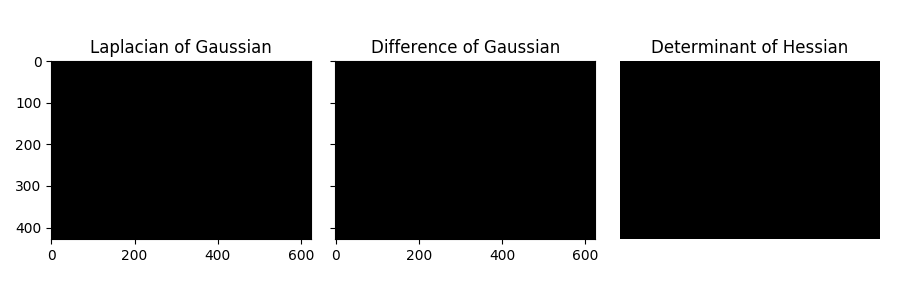 Laplacian of Gaussian
Difference of Gaussian
Determinant of Hessian
0
100
200
300
400
0 200 400 600
0 200 400 600